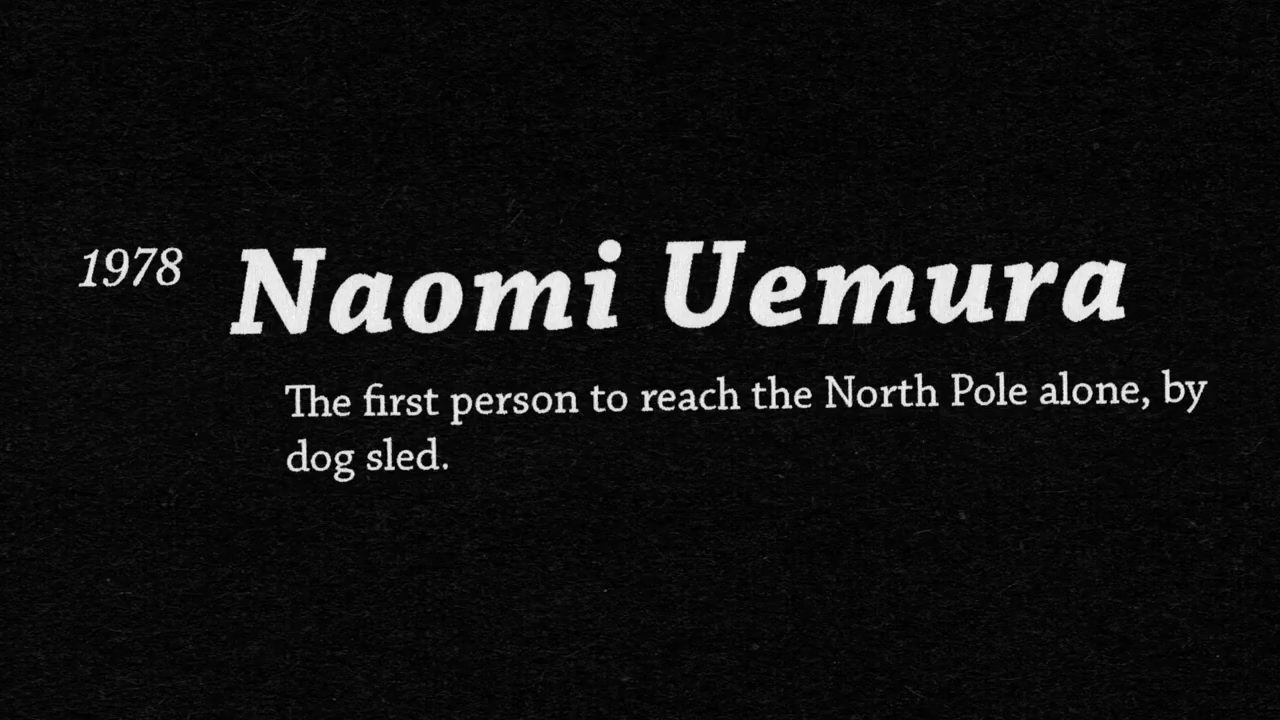 1978 Naomi Uemura
The first person to reach the North Pole alone, by
dog sled.